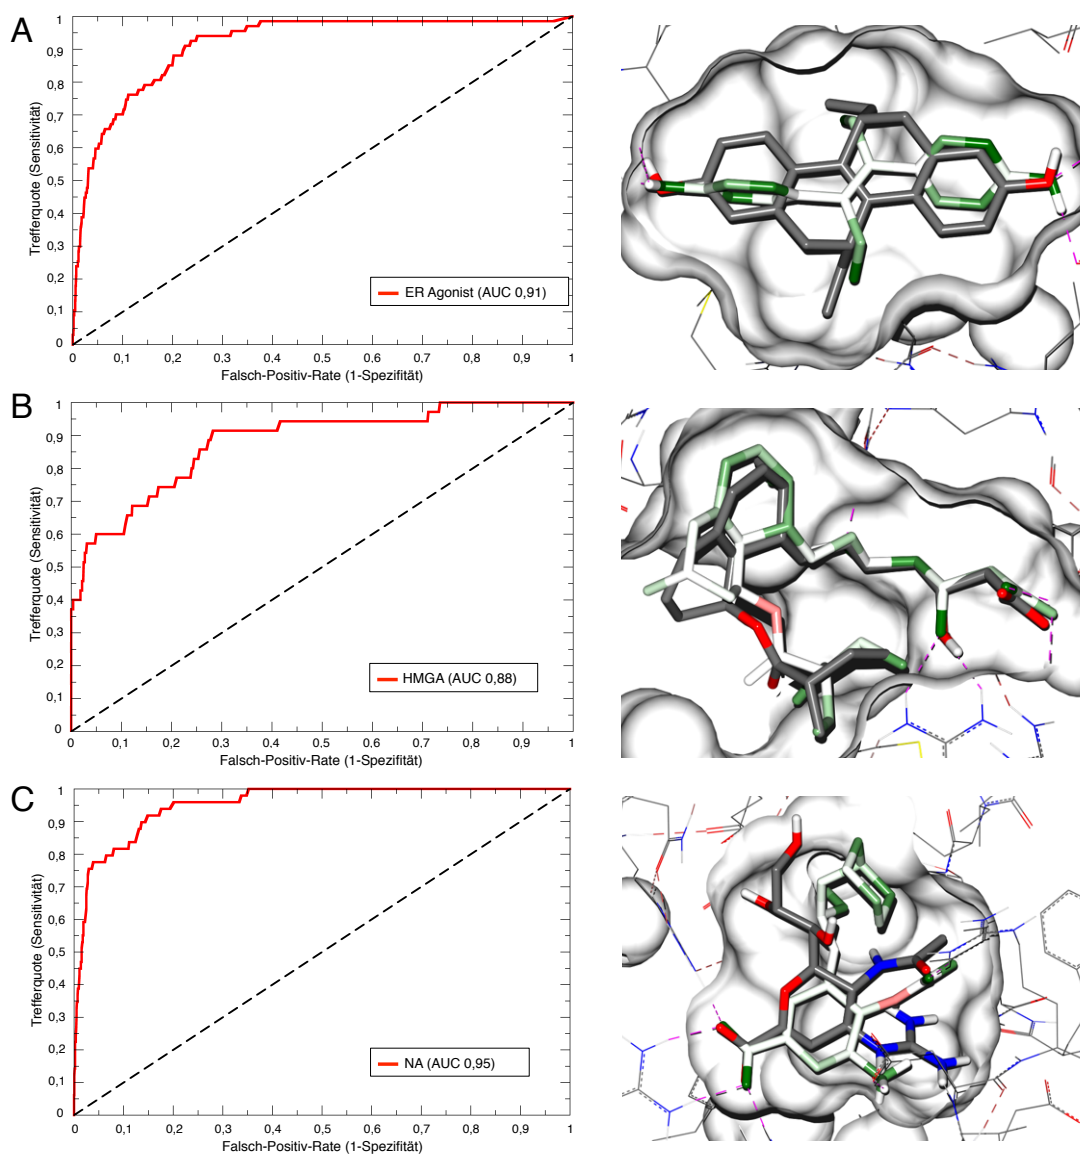 A
1
0,9
0,8
0,7
0,6
0,5
0,4
0,3
0,2
0,1
0
Trefferquote (Sensitivität)
ER Agonist (AUC 0,91)
0 0,1 0,2 0,3 0,4 0,5 0,6 0,7 0,8 0,9 1
Falsch-Positiv-Rate (1-Spezifität)
B
1
0,9
0,8
0,7
0,6
0,5
0,4
0,3
0,2
0,1
0
Trefferquote (Sensitivität)
HMGA (AUC 0,88)
0 0,1 0,2 0,3 0,4 0,5 0,6 0,7 0,8 0,9 1
Falsch-Positiv-Rate (1-Spezifität)
C
1
0,9
0,8
0,7
0,6
0,5
0,4
0,3
0,2
0,1
0
Trefferquote (Sensitivität)
NA (AUC 0,95)
0 0,1 0,2 0,3 0,4 0,5 0,6 0,7 0,8 0,9 1
Falsch-Positiv-Rate (1-Spezifität)